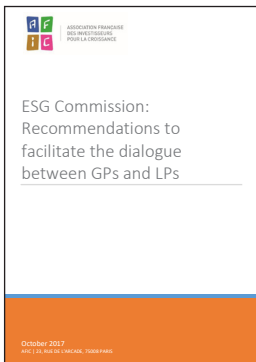 AFIC
ASSOCIATION FRANÇAISE
DES INVESTISSEURS
POUR LA CROISSANCE
ESG Commission:
Recommendations to
facilitate the dialogue
between GPs and LPs
October 2017
AFIC | 23, RUE DE L'ARCADE, 75008 PARIS